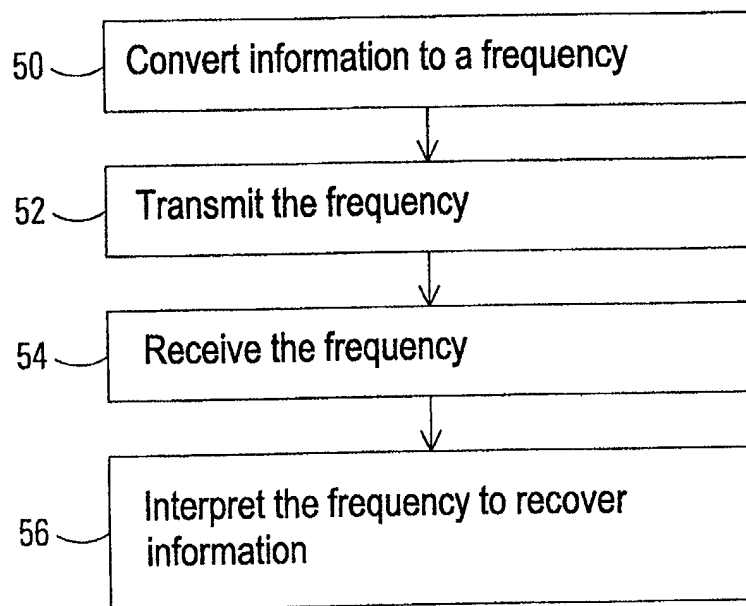 50 Convert information to a frequency
52 Transmit the frequency
54 Receive the frequency
56 Interpret the frequency to recover
information